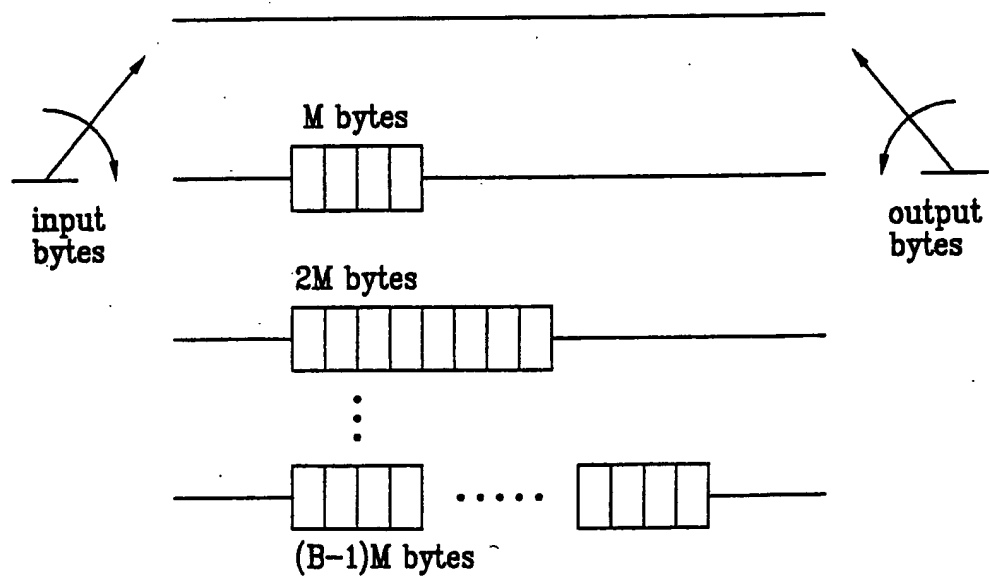 M bytes
input
bytes
output
bytes
2M bytes
(B-1)M bytes